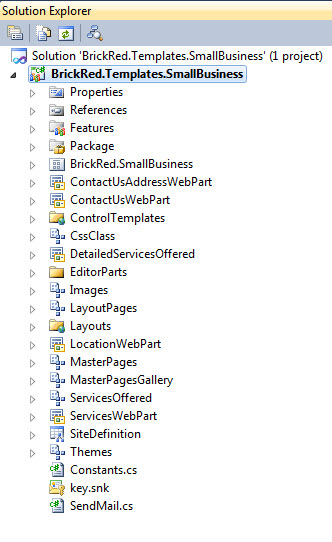 Solution Explorer
Solution 'BrickRed.Templates.SmallBusiness' (1 project)
BrickRed.Templates.SmallBusiness
Properties
References
Features
Package
BrickRed.SmallBusiness
ContactUsAddressWebPart
ContactUsWebPart
ControlTemplates
CssClass
DetailedServicesOffered
EditorParts
Images
LayoutPages
Layouts
LocationWebPart
MasterPages
MasterPagesGallery
ServicesOffered
ServicesWebPart
SiteDefinition
Themes
Constants.cs
key.snk
SendMail.cs